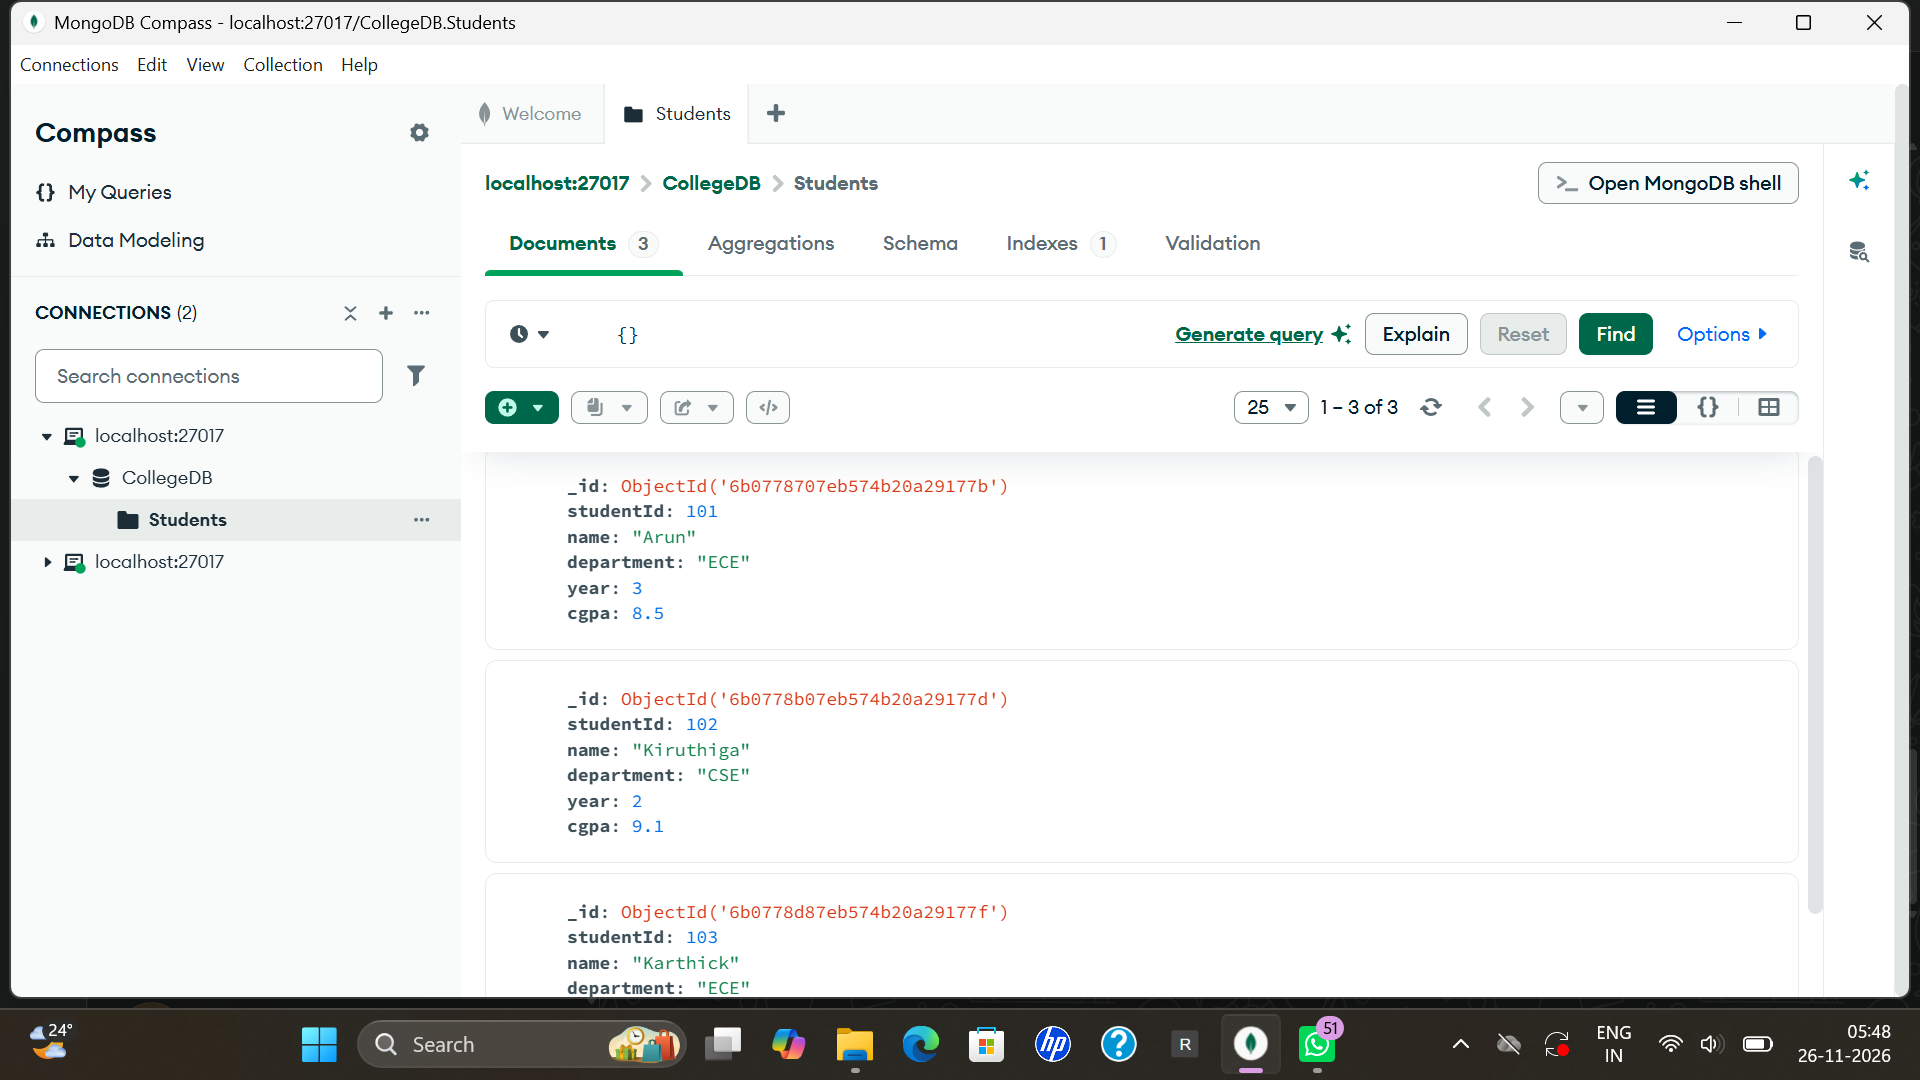 MongoDB Compass - localhost:27017/CollegeDB.Students
Connections Edit View Collection Help
Compass
{} My Queries
Data Modeling
CONNECTIONS (2)
Search connections
localhost:27017
CollegeDB
Students
localhost:27017
Welcome
Students
localhost:27017 > CollegeDB > Students
>_ Open MongoDB shell
Documents 3 Aggregations Schema Indexes 1 Validation
{}
Generate query Explain Reset Find Options
</>
25 1 – 3 of 3
{}
_id: ObjectId('6b0778707eb574b20a29177b')
studentId: 101
name: "Arun"
department: "ECE"
year: 3
cgpa: 8.5
_id: ObjectId('6b0778b07eb574b20a29177d')
studentId: 102
name: "Kiruthiga"
department: "CSE"
year: 2
cgpa: 9.1
_id: ObjectId('6b0778d87eb574b20a29177f')
studentId: 103
name: "Karthick"
department: "ECE"
24°
Search
hp
?
R
51
ENG
IN
05:48
26-11-2026